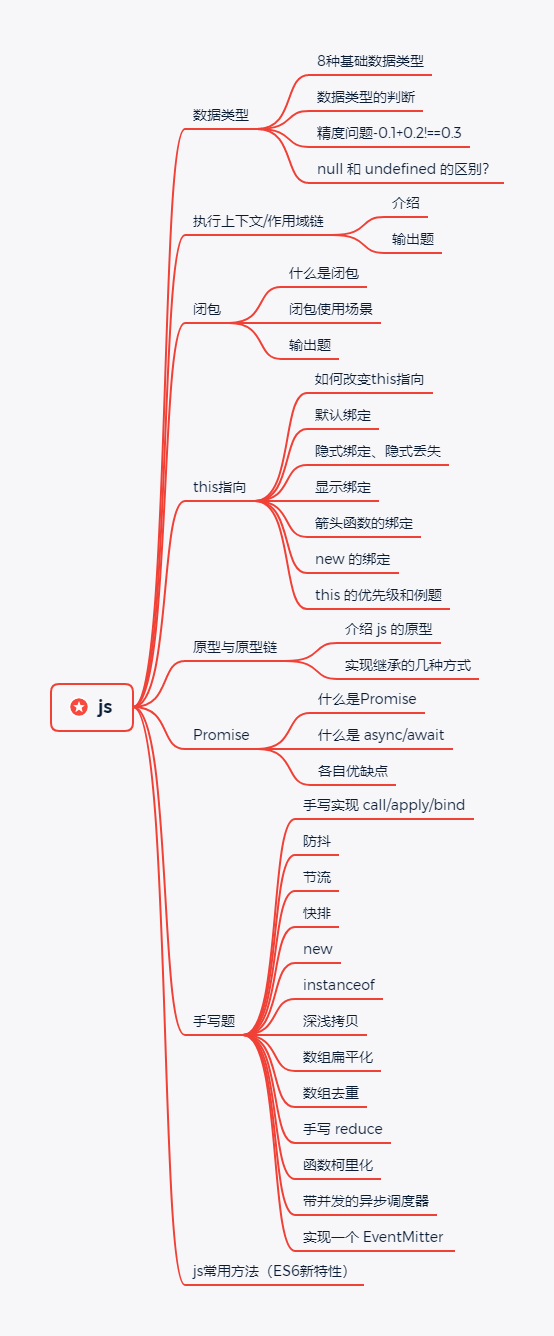 js
数据类型
8种基础数据类型
数据类型的判断
精度问题-0.1+0.2!==0.3
null 和 undefined 的区别?
执行上下文/作用域链
介绍
输出题
闭包
什么是闭包
闭包使用场景
输出题
this指向
如何改变this指向
默认绑定
隐式绑定、隐式丢失
显示绑定
箭头函数的绑定
new 的绑定
this 的优先级和例题
原型与原型链
介绍 js 的原型
实现继承的几种方式
Promise
什么是Promise
什么是 async/await
各自优缺点
手写题
手写实现 call/apply/bind
防抖
节流
快排
new
instanceof
深浅拷贝
数组扁平化
数组去重
手写 reduce
函数柯里化
带并发的异步调度器
实现一个 EventMitter
js常用方法（ES6新特性）